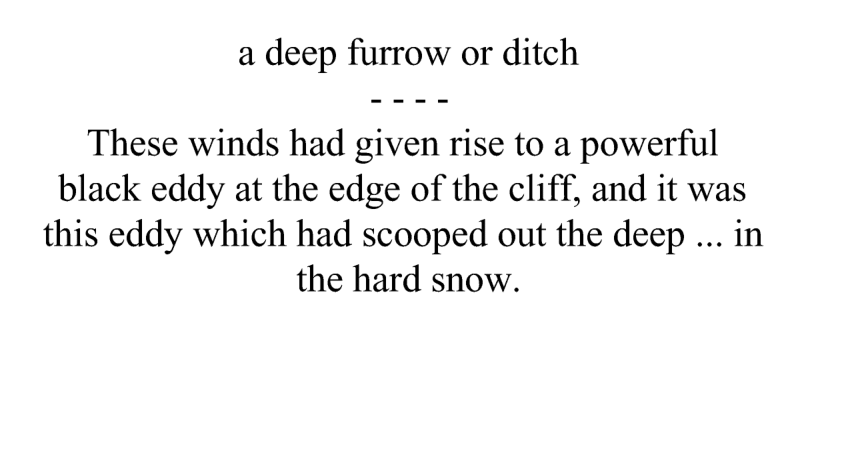 a deep furrow or ditch
- - - -
These winds had given rise to a powerful
black eddy at the edge of the cliff, and it was
this eddy which had scooped out the deep ... in
the hard snow.